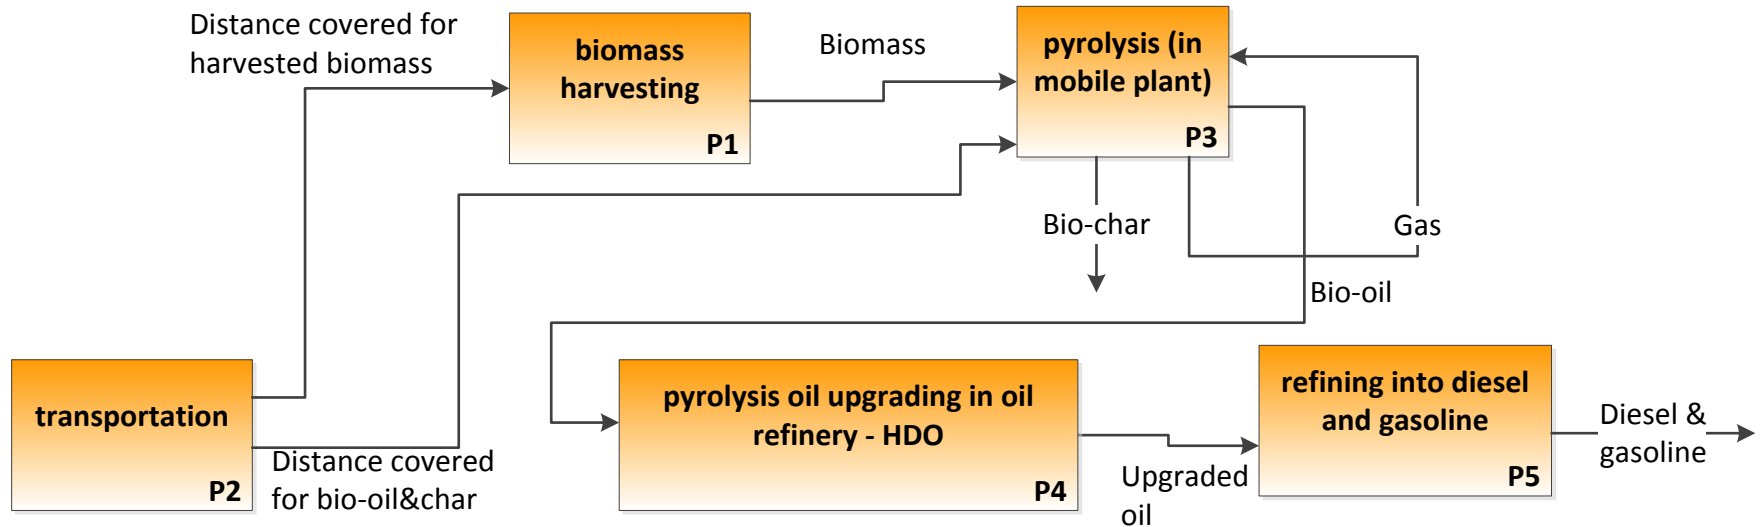 Distance covered for
harvested biomass
biomass
harvesting
P1
Biomass
pyrolysis (in
mobile plant)
P3
Bio-char
Gas
Bio-oil
transportation
P2
Distance covered
for bio-oil&char
pyrolysis oil upgrading in oil
refinery - HDO
P4
Upgraded
oil
refining into diesel
and gasoline
P5
Diesel &
gasoline